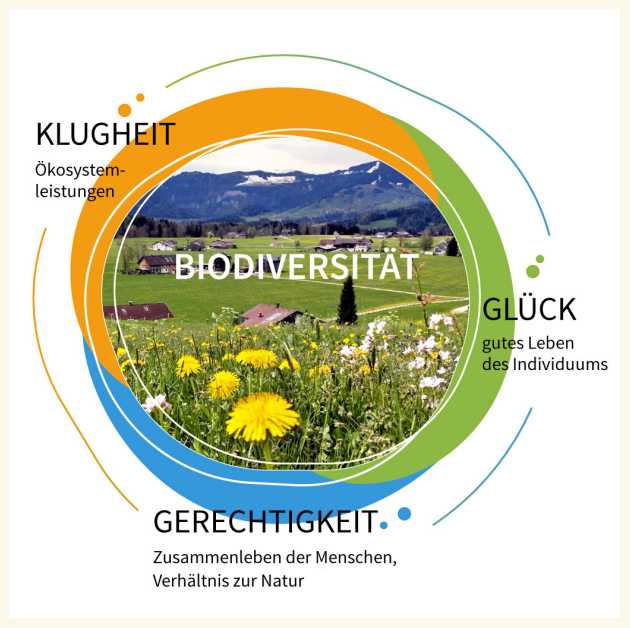 KLUGHEIT
Ökosystem-
leistungen
BIODIVERSITÄT
GLÜCK
gutes Leben
des Individuums
GERECHTIGKEIT
Zusammenleben der Menschen,
Verhältnis zur Natur